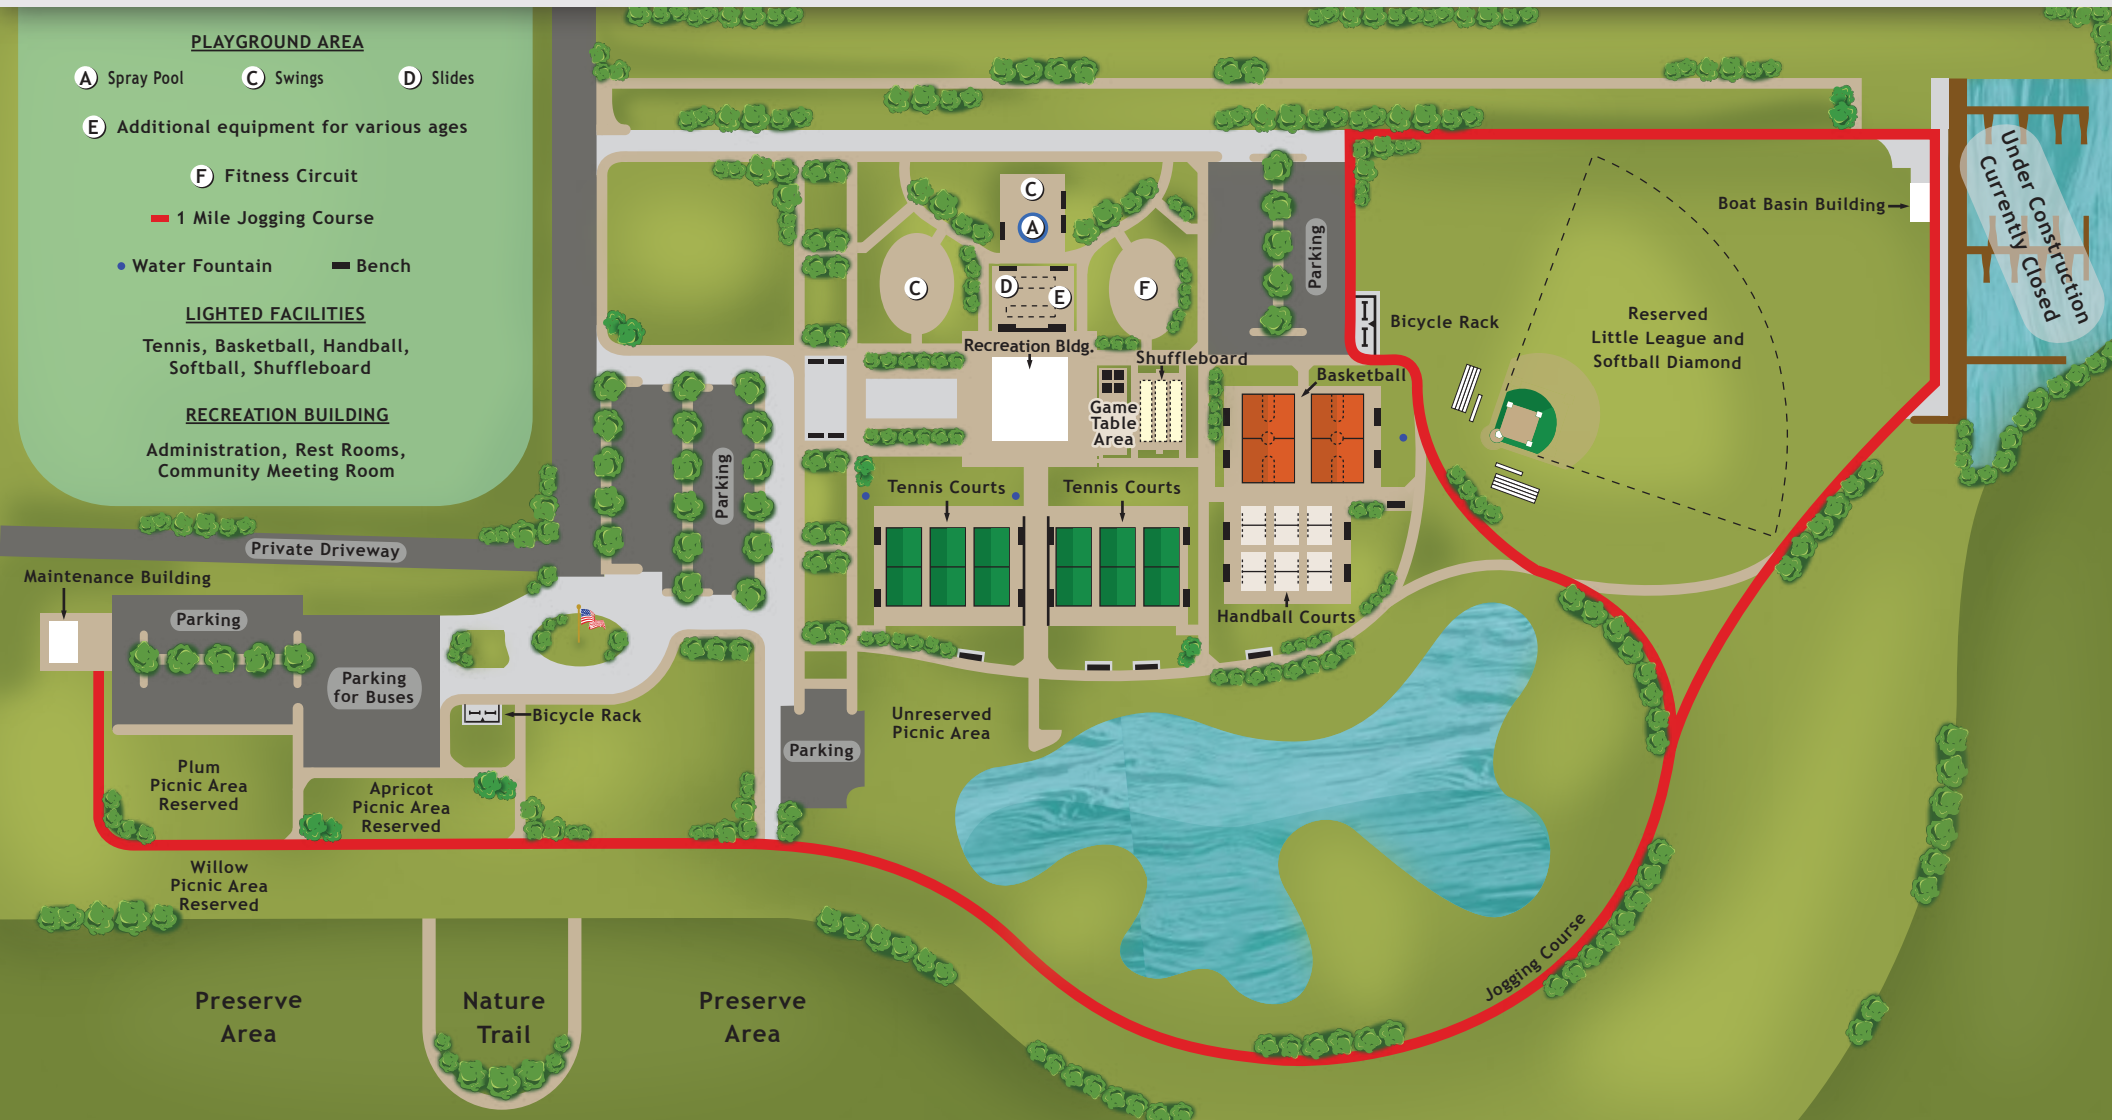 PLAYGROUND AREA
A Spray Pool C Swings D Slides
E Additional equipment for various ages
F Fitness Circuit
1 Mile Jogging Course
Water Fountain Bench
LIGHTED FACILITIES
Tennis, Basketball, Handball,
Softball, Shuffleboard
RECREATION BUILDING
Administration, Rest Rooms,
Community Meeting Room
Private Driveway
Maintenance Building
Parking
Parking
for Buses
Bicycle Rack
Plum
Picnic Area
Reserved
Apricot
Picnic Area
Reserved
Willow
Picnic Area
Reserved
Preserve
Area
Nature
Trail
Preserve
Area
Parking
Parking
Unreserved
Picnic Area
C
A
C
D
E
F
Recreation Bldg.
Shuffleboard
Game
Table
Area
Basketball
Tennis Courts
Tennis Courts
Handball Courts
Parking
Bicycle Rack
Reserved
Little League and
Softball Diamond
Boat Basin Building
Under Construction
Currently Closed
Jogging Course